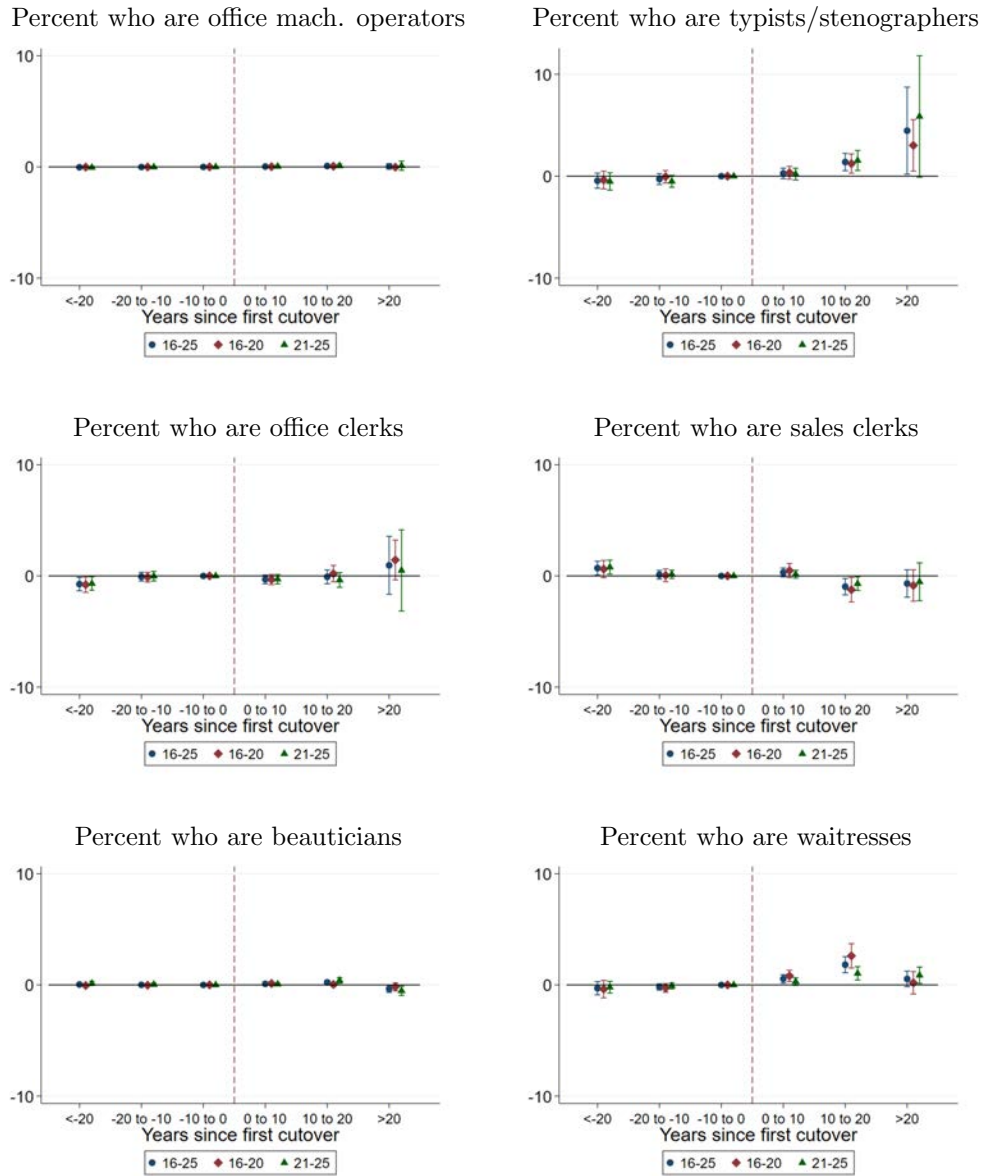 Percent who are office mach. operators
10
0
-10
<-20 -20 to -10 -10 to 0 0 to 10 10 to 20 >20
Years since first cutover
16-25 16-20 21-25
Percent who are typists/stenographers
10
0
-10
<-20 -20 to -10 -10 to 0 0 to 10 10 to 20 >20
Years since first cutover
16-25 16-20 21-25
Percent who are office clerks
10
0
-10
<-20 -20 to -10 -10 to 0 0 to 10 10 to 20 >20
Years since first cutover
16-25 16-20 21-25
Percent who are sales clerks
10
0
-10
<-20 -20 to -10 -10 to 0 0 to 10 10 to 20 >20
Years since first cutover
16-25 16-20 21-25
Percent who are beauticians
10
0
-10
<-20 -20 to -10 -10 to 0 0 to 10 10 to 20 >20
Years since first cutover
16-25 16-20 21-25
Percent who are waitresses
10
0
-10
<-20 -20 to -10 -10 to 0 0 to 10 10 to 20 >20
Years since first cutover
16-25 16-20 21-25